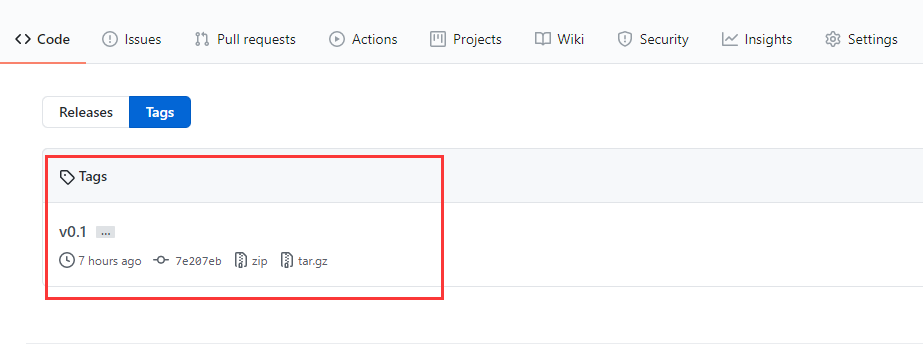 Code Issues Pull requests Actions Projects Wiki Security Insights Settings
Releases Tags
Tags
v0.1 ...
7 hours ago 7e207eb zip tar.gz